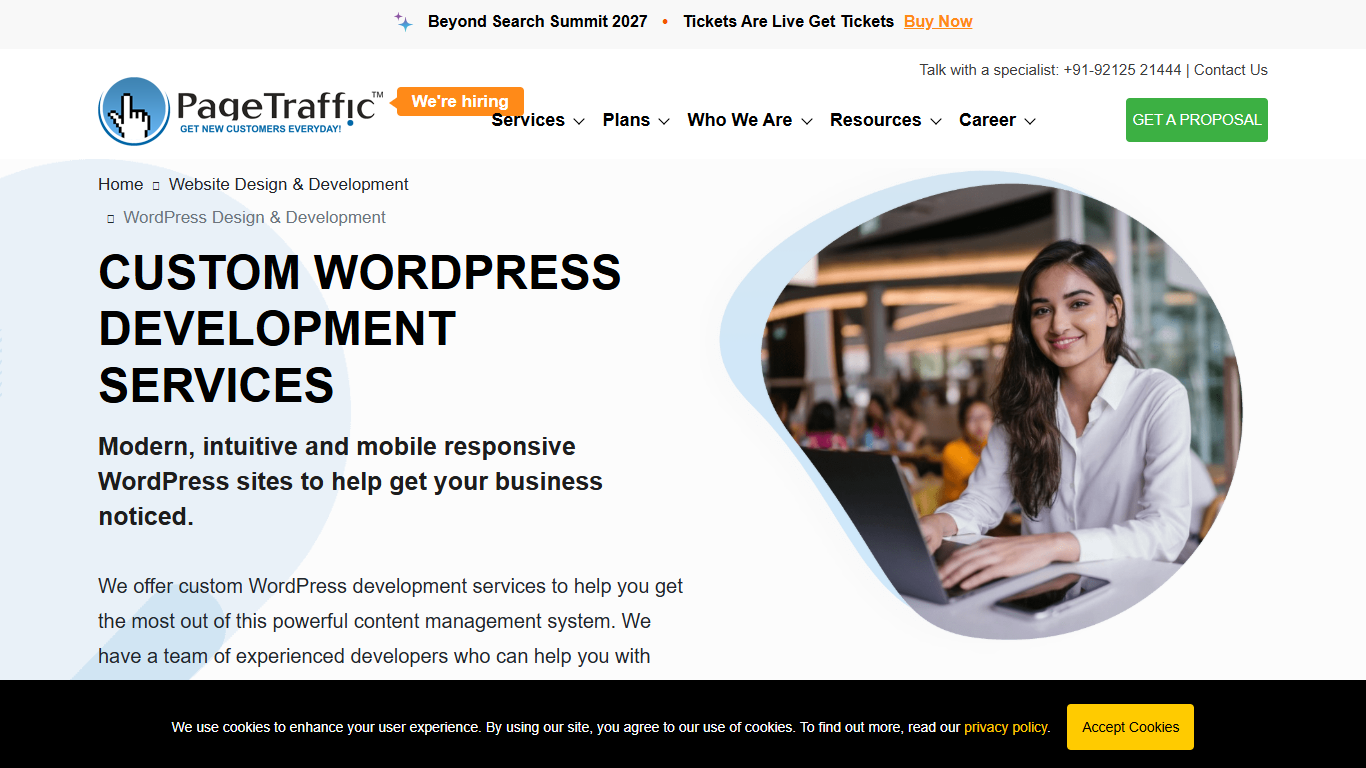 Beyond Search Summit 2027 • Tickets Are Live Get Tickets Buy Now
Talk with a specialist: +91-92125 21444 | Contact Us
PageTraffic™
GET NEW CUSTOMERS EVERYDAY!
We're hiring
Services Plans Who We Are Resources Career
GET A PROPOSAL
Home Website Design & Development
WordPress Design & Development
CUSTOM WORDPRESS
DEVELOPMENT
SERVICES
Modern, intuitive and mobile responsive
WordPress sites to help get your business
noticed.
We offer custom WordPress development services to help you get
the most out of this powerful content management system. We
have a team of experienced developers who can help you with
We use cookies to enhance your user experience. By using our site, you agree to our use of cookies. To find out more, read our privacy policy.
Accept Cookies